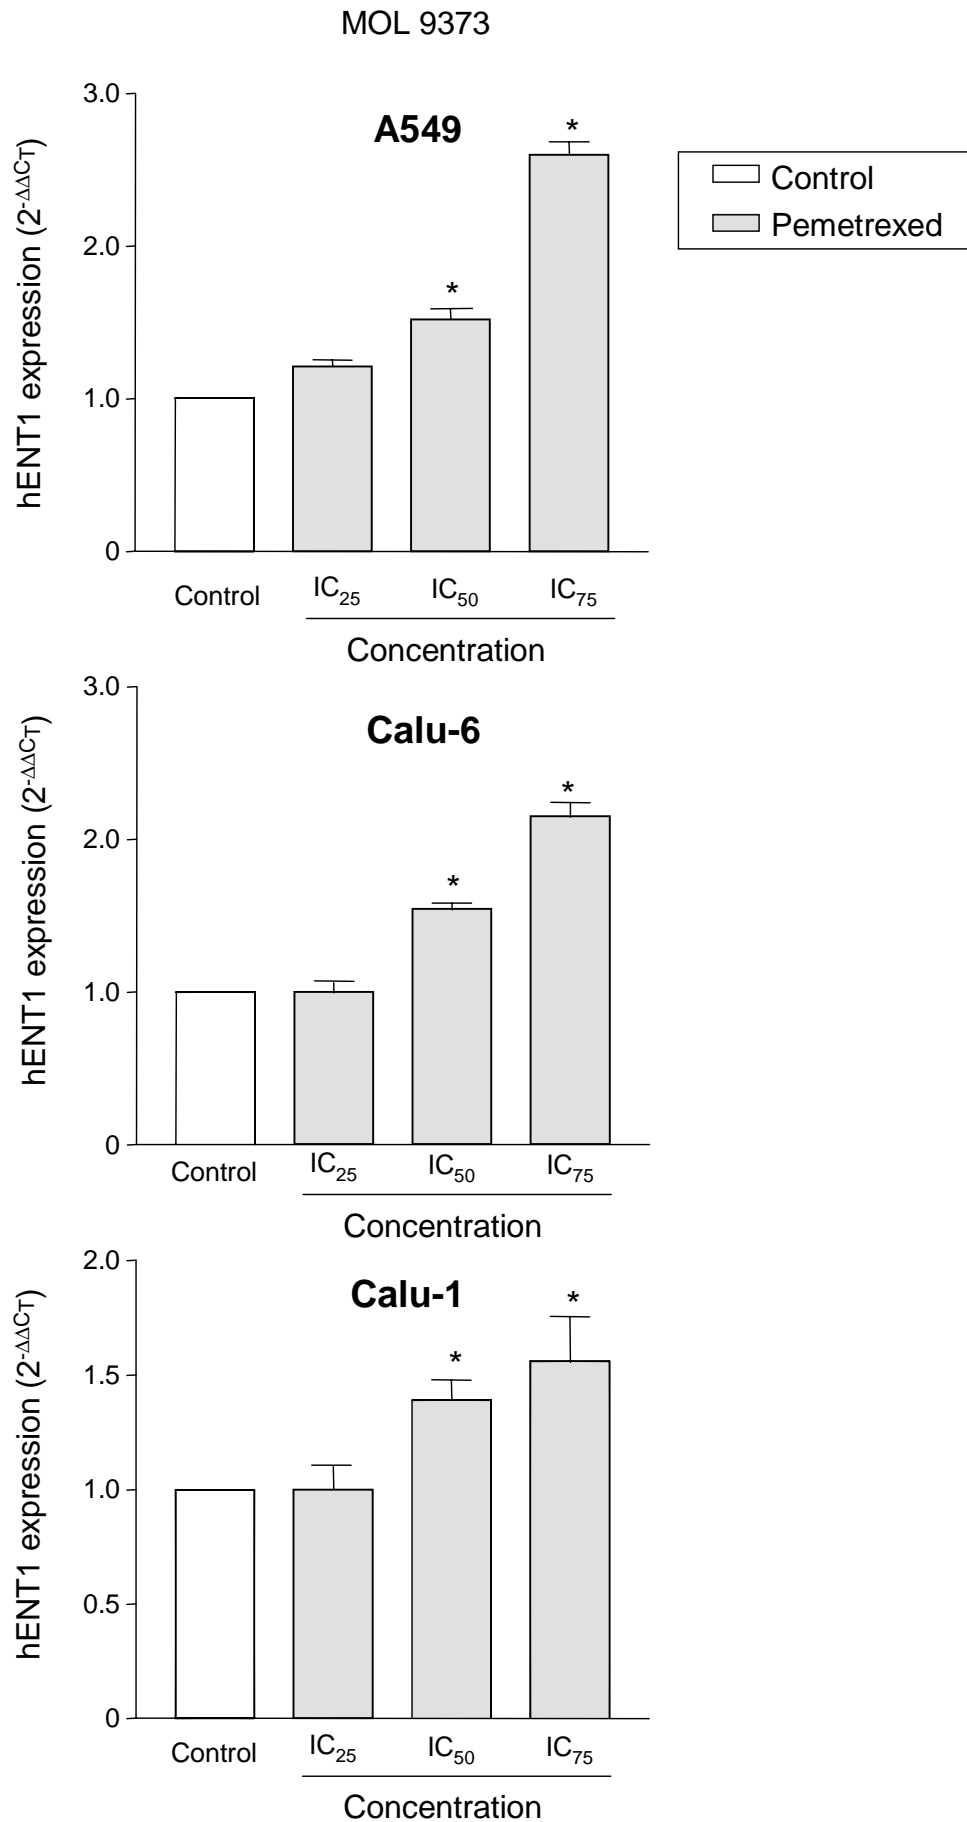 MOL 9373
hENT1 expression (2-ΔΔCT)
3.0
2.0
1.0
0
A549
*
*
Control
Pemetrexed
Control IC25 IC50 IC75
Concentration
hENT1 expression (2-ΔΔCT)
3.0
2.0
1.0
0
Calu-6
*
*
Control IC25 IC50 IC75
Concentration
hENT1 expression (2-ΔΔCT)
2.0
1.5
1.0
0.5
0
Calu-1
*
*
Control IC25 IC50 IC75
Concentration